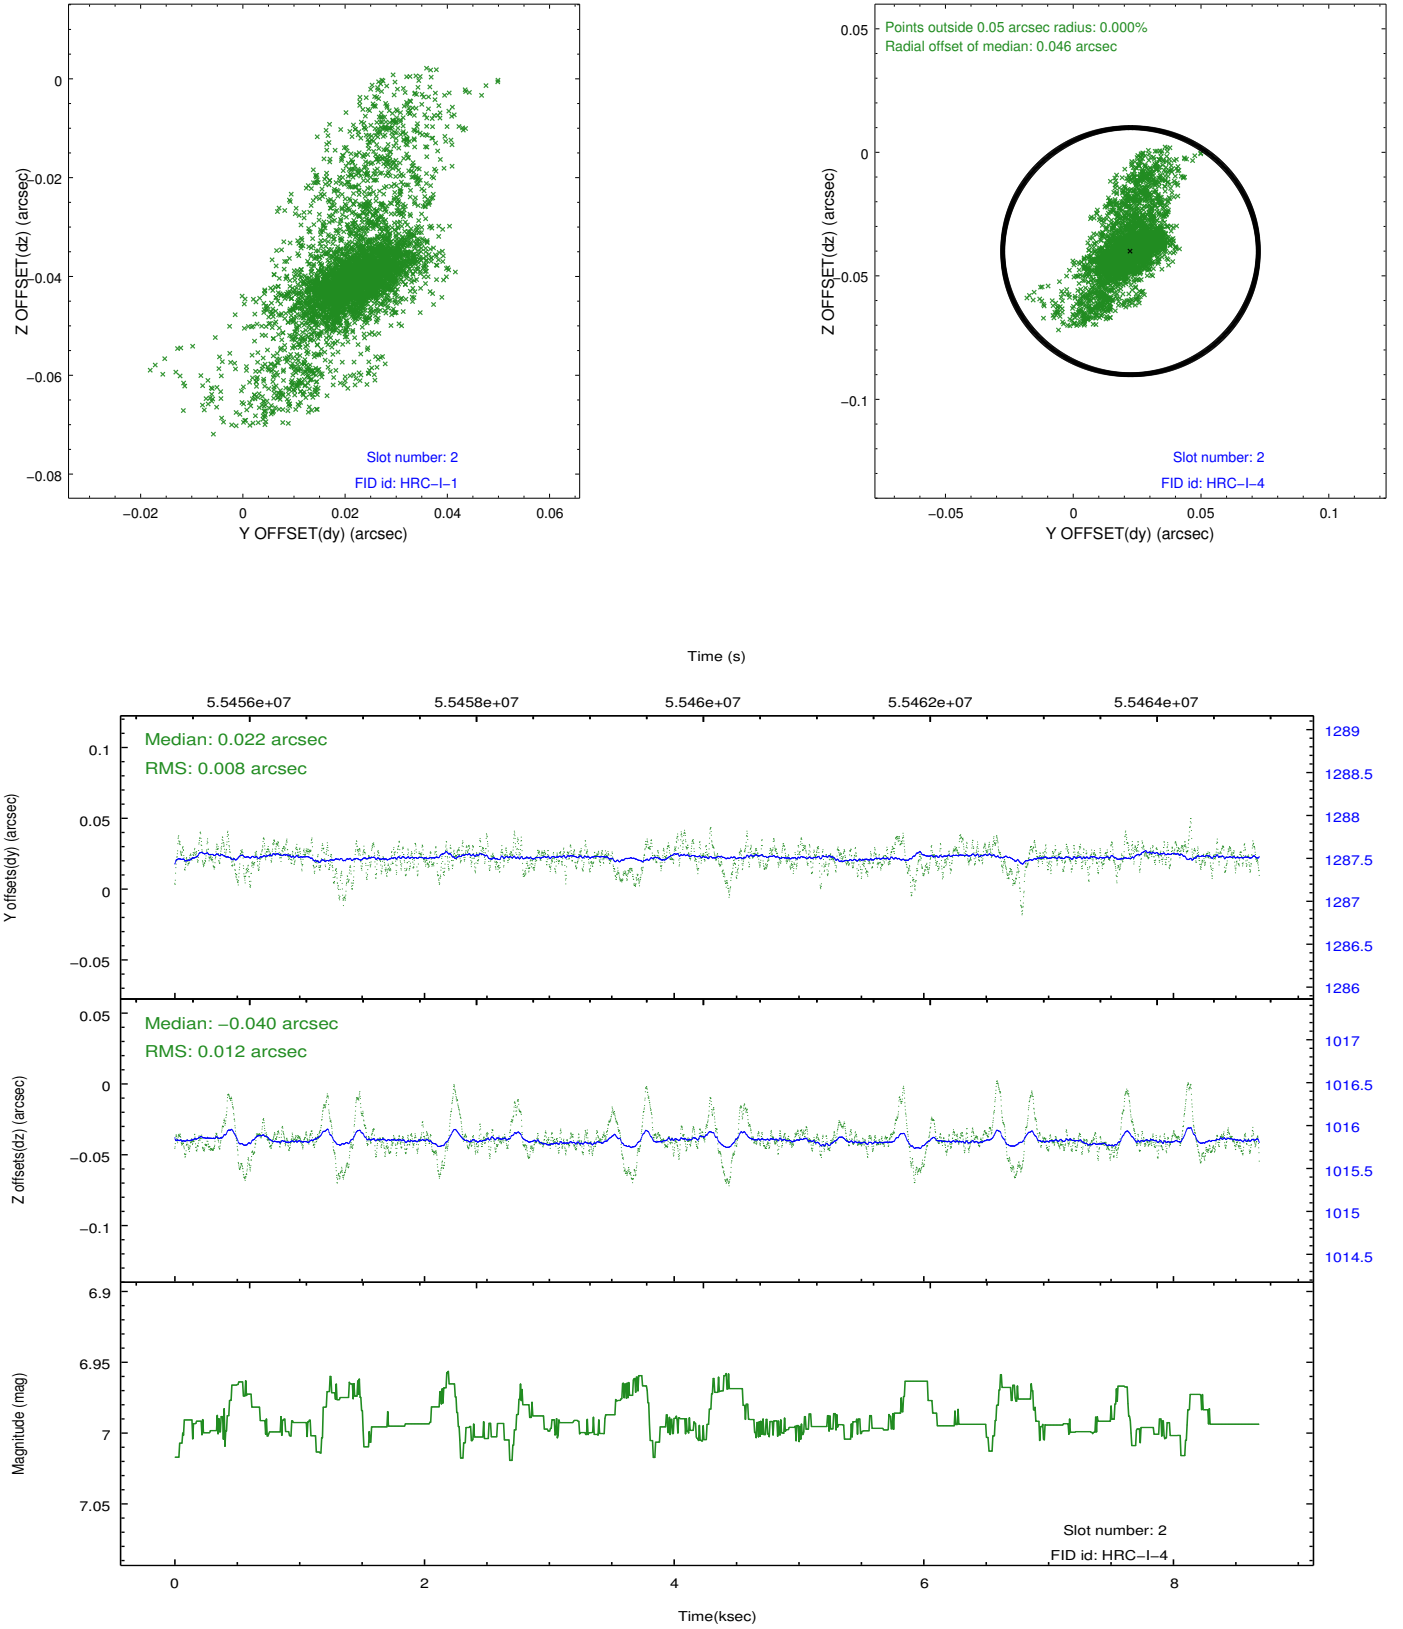 0
−0.02
−0.04
−0.06
−0.08
Z OFFSET(dz) (arcsec)
Slot number: 2
FID id: HRC−I−1
−0.02
0
0.02
0.04
0.06
Y OFFSET(dy) (arcsec)
0.05
0
−0.05
−0.1
Z OFFSET(dz) (arcsec)
Points outside 0.05 arcsec radius: 0.000%
Radial offset of median: 0.046 arcsec
Slot number: 2
FID id: HRC−I−4
−0.05
0
0.05
0.1
Y OFFSET(dy) (arcsec)
Time (s)
5.5456e+07
5.5458e+07
5.546e+07
5.5462e+07
5.5464e+07
Median: 0.022 arcsec
RMS: 0.008 arcsec
0.1
0.05
0
−0.05
Y offsets(dy) (arcsec)
1289
1288.5
1288
1287.5
1287
1286.5
1286
Median: −0.040 arcsec
RMS: 0.012 arcsec
0.05
0
−0.05
−0.1
Z offsets(dz) (arcsec)
1017
1016.5
1016
1015.5
1015
1014.5
6.9
6.95
7
7.05
Magnitude (mag)
Slot number: 2
FID id: HRC−I−4
0
2
4
6
8
Time(ksec)